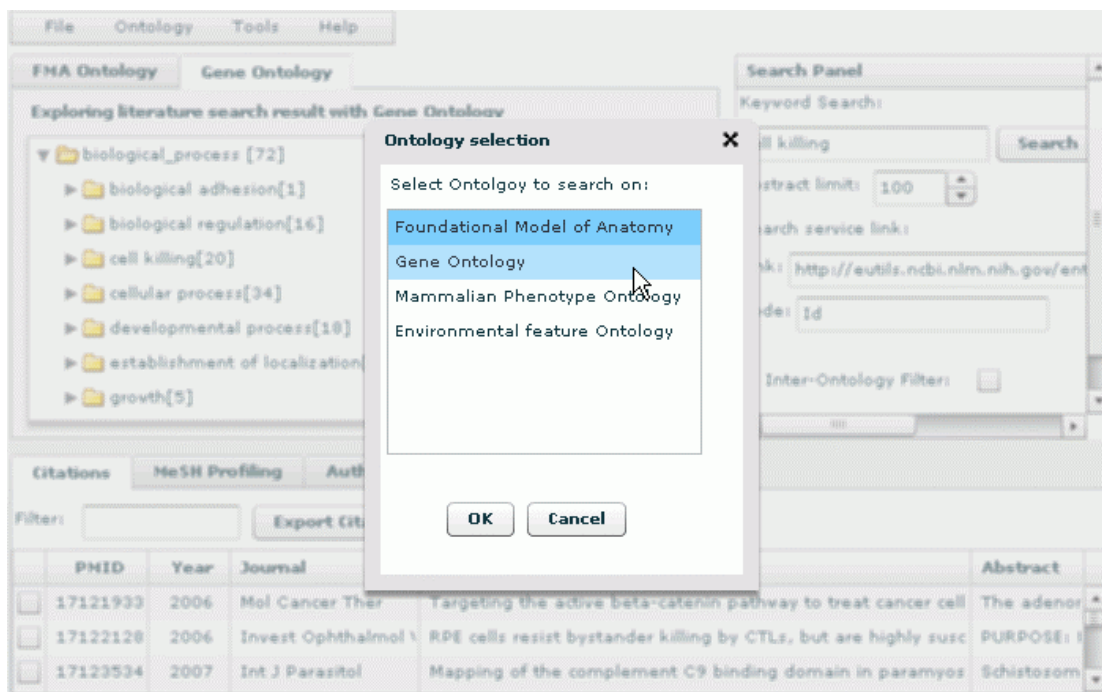 File Ontology Tools Help
FMA Ontology Gene Ontology
Exploring literature search result with Gene Ontology
biological_process [72]
biological adhesion[1]
biological regulation[16]
cell killing[20]
cellular process[34]
developmental process[18]
establishment of localization[
growth[5]
Search Panel
Keyword Search:
ll killing Search
stract limit: 100
arch service link:
nk: http://eutils.ncbi.nlm.nih.gov/ent
de: Id
Inter-Ontology Filter:
Ontology selection
Select Ontolgoy to search on:
Foundational Model of Anatomy
Gene Ontology
Mammalian Phenotype Ontology
Environmental feature Ontology
OK Cancel
Citations MeSH Profiling Auth
Filter: Export Cit
PMID Year Journal Abstract
17121933 2006 Mol Cancer Ther Targeting the active beta-catenin pathway to treat cancer cell The adenor
17122128 2006 Invest Ophthalmol V RPE cells resist bystander killing by CTLs, but are highly susc PURPOSE:
17123534 2007 Int J Parasitol Mapping of the complement C9 binding domain in paramyos Schistosom